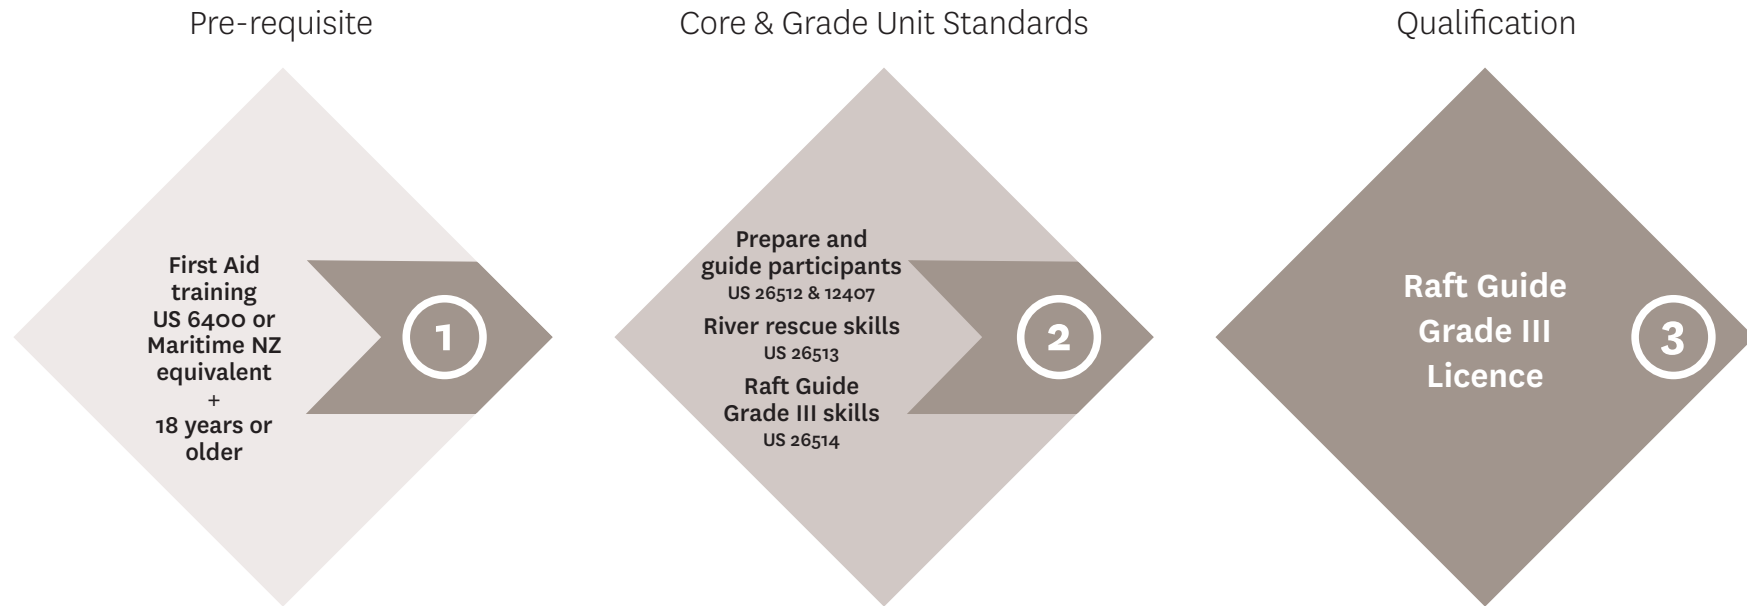 Pre-requisite
First Aid
training
US 6400 or
Maritime NZ
equivalent
+
18 years or
older
1
Core & Grade Unit Standards
Prepare and
guide participants
US 26512 & 12407
River rescue skills
US 26513
Raft Guide
Grade III skills
US 26514
2
Qualification
Raft Guide
Grade III
Licence
3